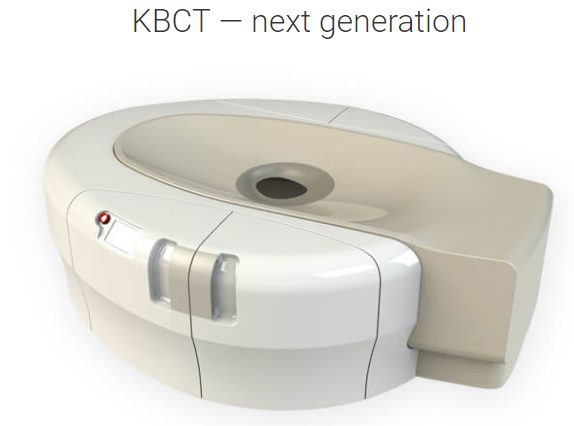 KBCT — next generation